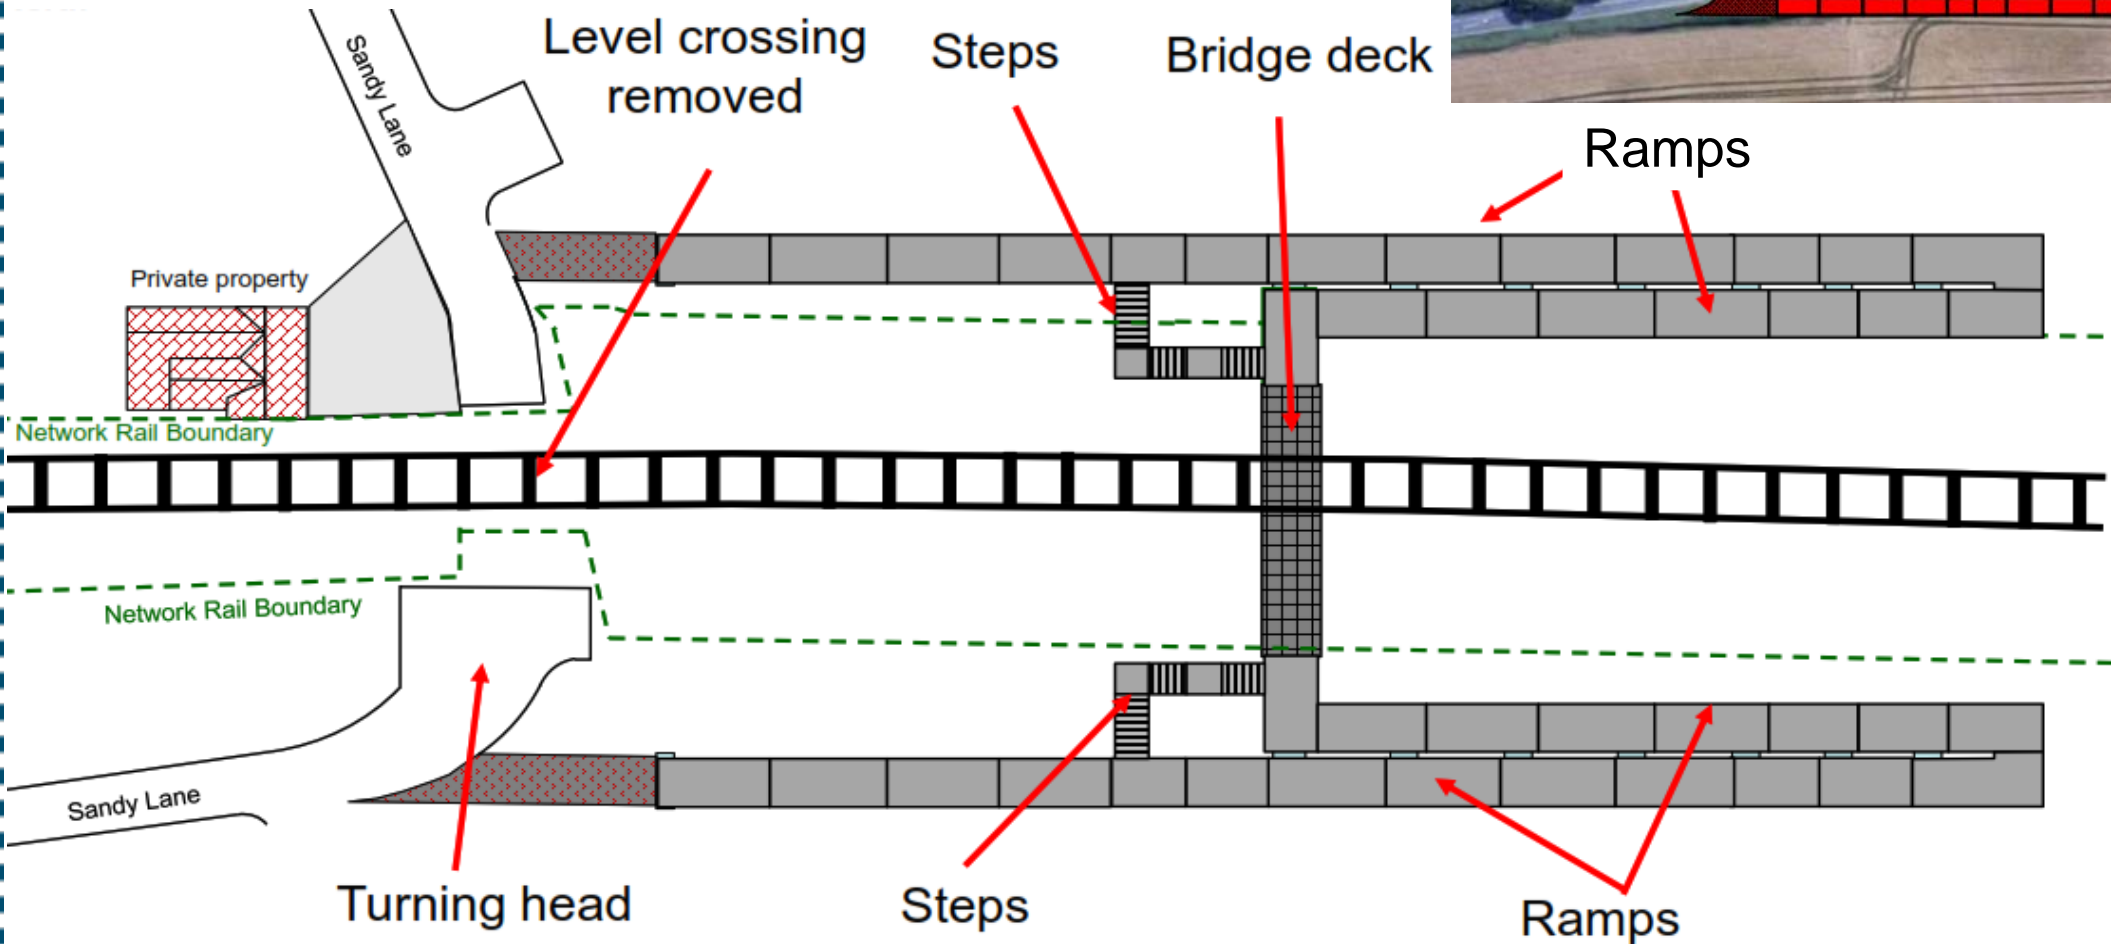 Sandy Lane
Level crossing
removed
Steps
Bridge deck
Ramps
Private property
Network Rail Boundary
Network Rail Boundary
Sandy Lane
Turning head
Steps
Ramps